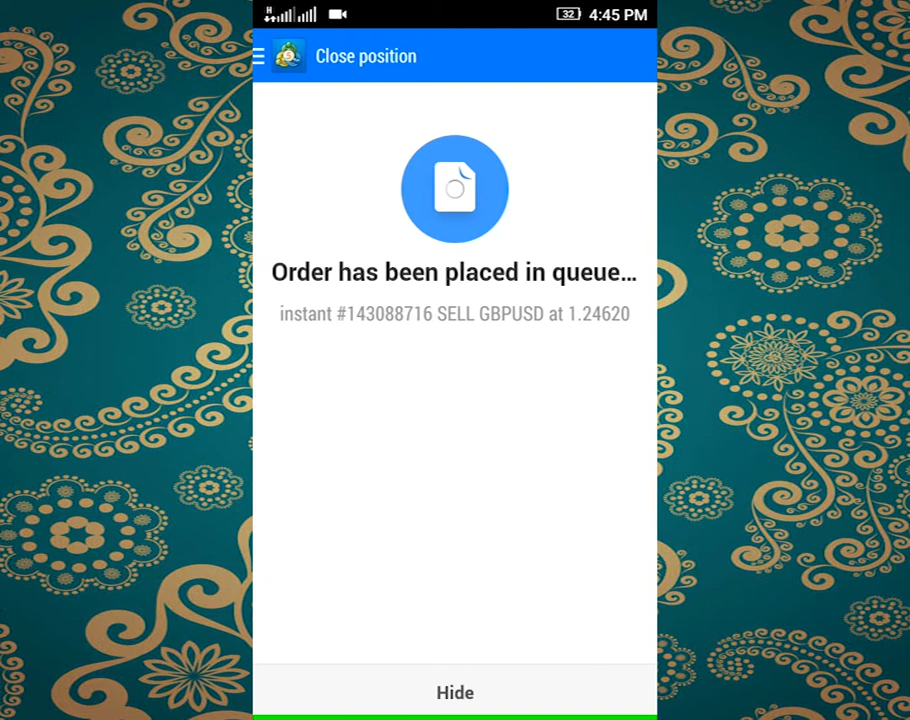 H
32
4:45 PM
Close position
Order has been placed in queue...
instant #143088716 SELL GBPUSD at 1.24620
Hide